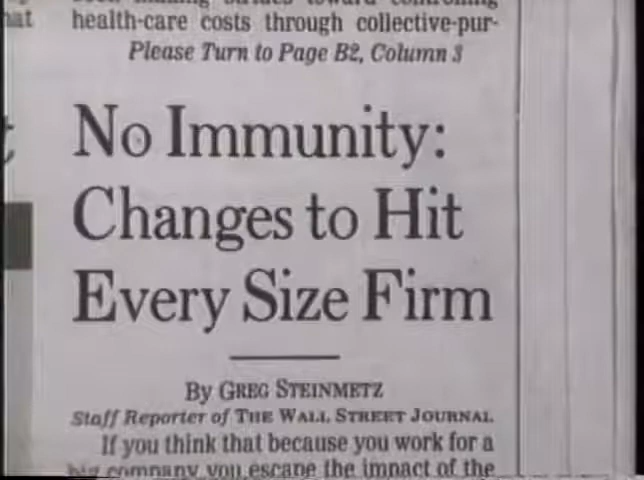 hat health-care costs through collective-pur-
Please Turn to Page B2, Column 3
No Immunity:
Changes to Hit
Every Size Firm
By GREG STEINMETZ
Staff Reporter of THE WALL STREET JOURNAL
If you think that because you work for a
big company you escape the impact of the